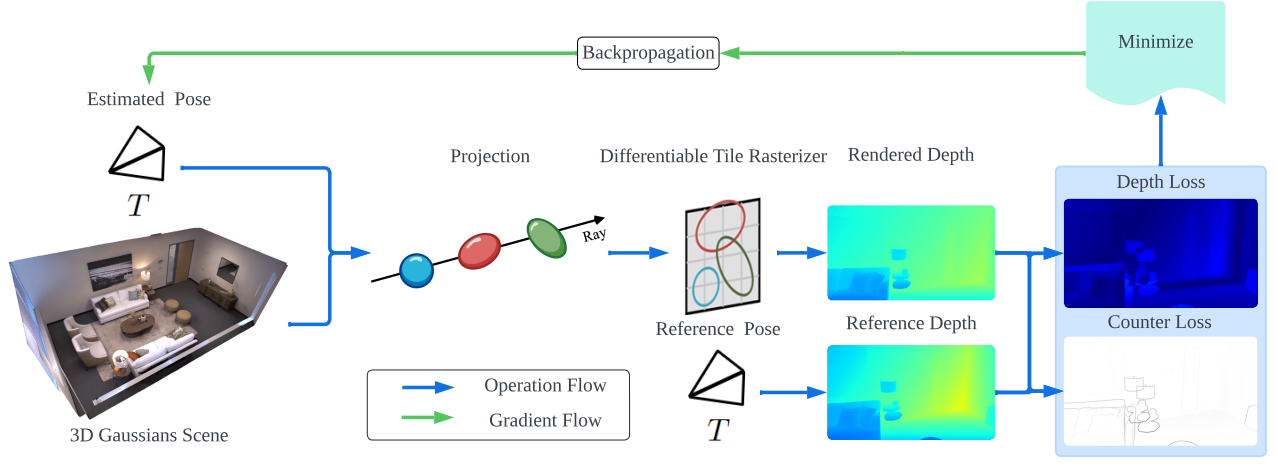 Minimize
Backpropagation
Estimated Pose
T
Projection
Differentiable Tile Rasterizer
Rendered Depth
Depth Loss
Ray
Reference Pose
T
Reference Depth
Counter Loss
Operation Flow
Gradient Flow
3D Gaussians Scene